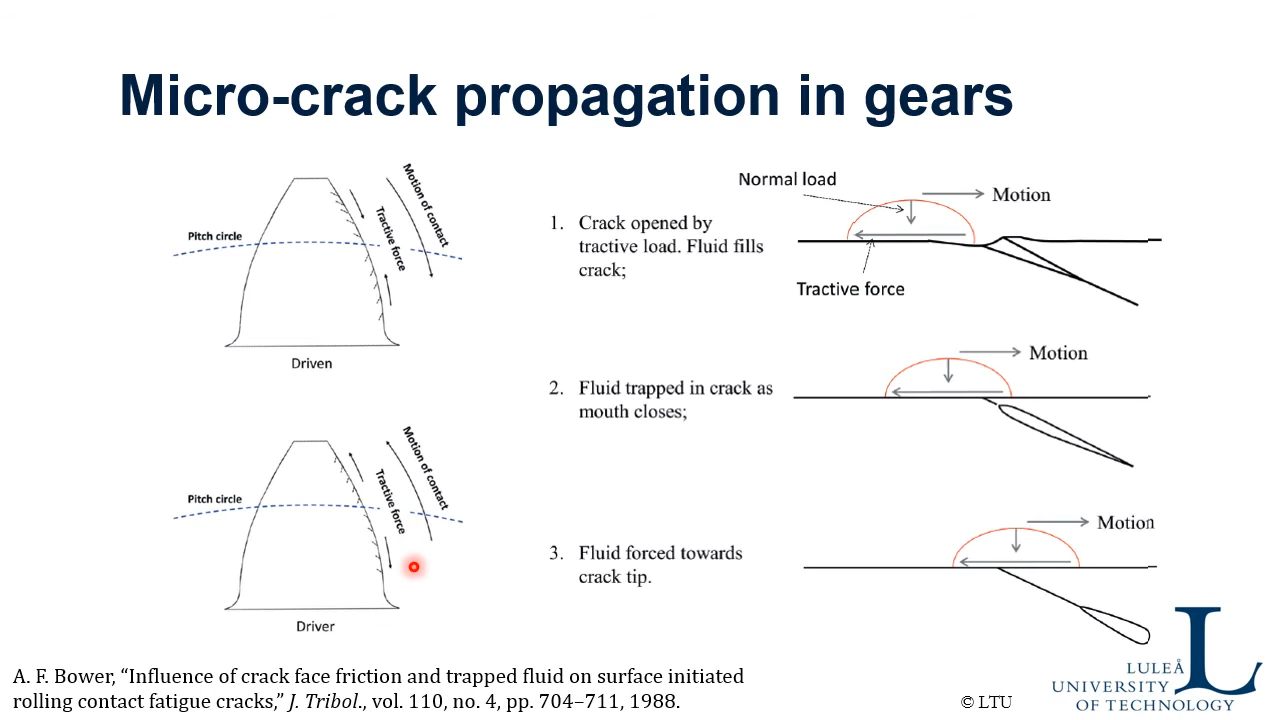 Micro-crack propagation in gears
Pitch circle
Tractive force
Motion of contact
Driven
Pitch circle
Tractive force
Motion of contact
Driver
1. Crack opened by
tractive load. Fluid fills
crack;
Normal load
Motion
Tractive force
2. Fluid trapped in crack as
mouth closes;
Motion
3. Fluid forced towards
crack tip.
Motion
A. F. Bower, “Influence of crack face friction and trapped fluid on surface initiated
rolling contact fatigue cracks,” J. Tribol., vol. 110, no. 4, pp. 704–711, 1988.
© LTU
LULEÅ
UNIVERSITY
OF TECHNOLOGY
L